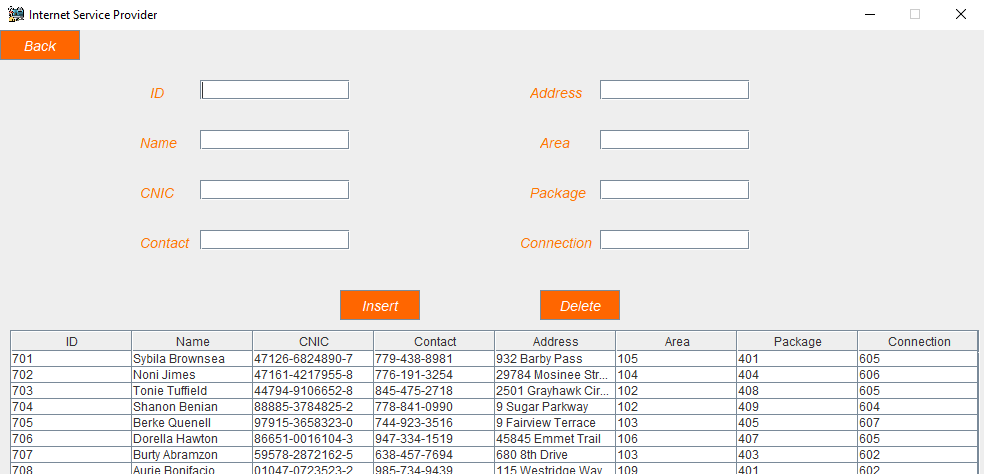 Internet Service Provider
Back
ID Address
Name Area
CNIC Package
Contact Connection
Insert Delete
ID Name CNIC Contact Address Area Package Connection
701 Sybila Brownsea 47126-6824890-7 779-438-8981 932 Barby Pass 105 401 605
702 Noni Jimes 47161-4217955-8 776-191-3254 29784 Mosinee Str... 104 404 606
703 Tonie Tuffield 44794-9106652-8 845-475-2718 2501 Grayhawk Cir... 102 408 605
704 Shanon Benian 88885-3784825-2 778-841-0990 9 Sugar Parkway 102 409 604
705 Berke Quenell 97915-3658323-0 744-923-3516 9 Fairview Terrace 103 405 607
706 Dorella Hawton 86651-0016104-3 947-334-1519 45845 Emmet Trail 106 407 605
707 Burty Abramzon 59578-2872162-5 638-457-7694 680 8th Drive 103 403 602
708 Aurie Bonifacio 01047-0723523-2 985-734-9439 115 Westridge Way 109 401 602